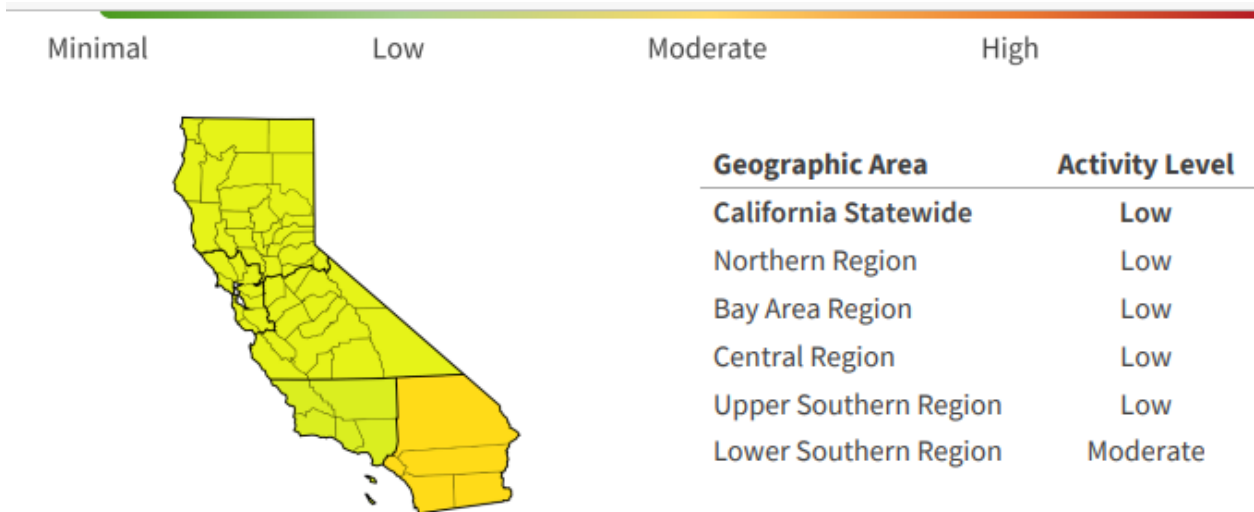 Minimal Low Moderate High
Geographic Area Activity Level
California Statewide Low
Northern Region Low
Bay Area Region Low
Central Region Low
Upper Southern Region Low
Lower Southern Region Moderate